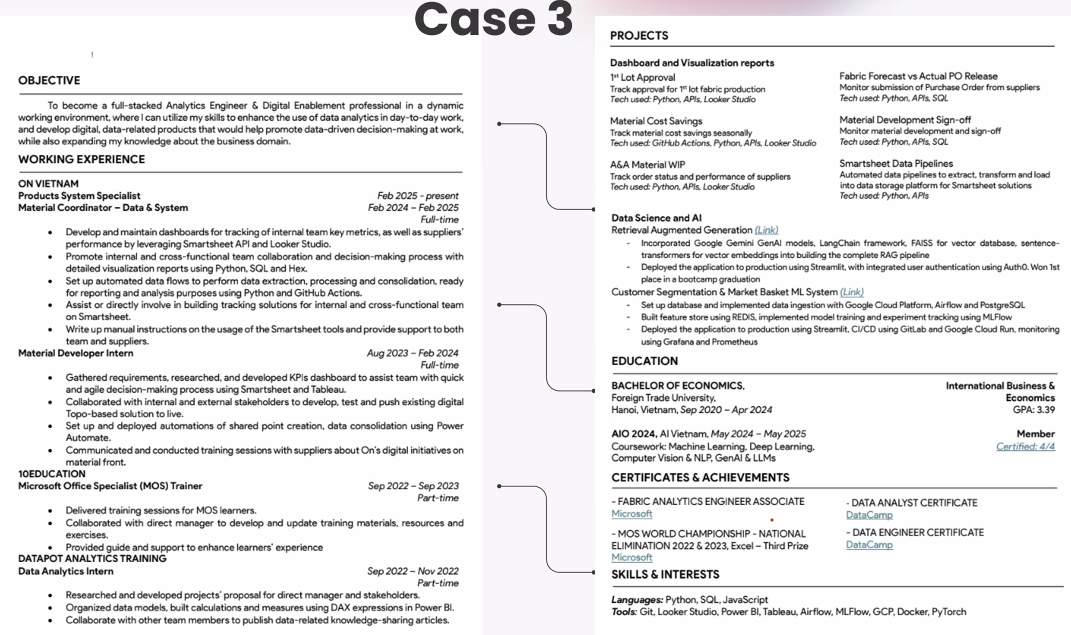 Case 3
OBJECTIVE
To become a full-stacked Analytics Engineer & Digital Enablement professional in a dynamic
working environment, where I can utilize my skills to enhance the use of data analytics in day-to-day work,
and develop digital, data-related products that would help promote data-driven decision-making at work,
while also expanding my knowledge about the business domain.
WORKING EXPERIENCE
ON VIETNAM
Products System Specialist Feb 2025 - present
Material Coordinator – Data & System Feb 2024 – Feb 2025
Full-time
• Develop and maintain dashboards for tracking of internal team key metrics, as well as suppliers'
performance by leveraging Smartsheet API and Looker Studio.
• Promote internal and cross-functional team collaboration and decision-making process with
detailed visualization reports using Python, SQL and Hex.
• Set up automated data flows to perform data extraction, processing and consolidation, ready
for reporting and analysis purposes using Python and GitHub Actions.
• Assist or directly involve in building tracking solutions for internal and cross-functional team
on Smartsheet.
• Write up manual instructions on the usage of the Smartsheet tools and provide support to both
team and suppliers.
Material Developer Intern Aug 2023 – Feb 2024
Full-time
• Gathered requirements, researched, and developed KPIs dashboard to assist team with quick
and agile decision-making process using Smartsheet and Tableau.
• Collaborated with internal and external stakeholders to develop, test and push existing digital
Topo-based solution to live.
• Set up and deployed automations of shared point creation, data consolidation using Power
Automate.
• Communicated and conducted training sessions with suppliers about On's digital initiatives on
material front.
10EDUCATION
Microsoft Office Specialist (MOS) Trainer Sep 2022 – Sep 2023
Part-time
• Delivered training sessions for MOS learners.
• Collaborated with direct manager to develop and update training materials, resources and
exercises.
• Provided guide and support to enhance learners' experience
DATAPOT ANALYTICS TRAINING
Data Analytics Intern Sep 2022 – Nov 2022
Part-time
• Researched and developed projects' proposal for direct manager and stakeholders.
• Organized data models, built calculations and measures using DAX expressions in Power BI.
• Collaborate with other team members to publish data-related knowledge-sharing articles.
PROJECTS
Dashboard and Visualization reports
1st Lot Approval
Track approval for 1st lot fabric production
Tech used: Python, APIs, Looker Studio
Fabric Forecast vs Actual PO Release
Monitor submission of Purchase Order from suppliers
Tech used: Python, APIs, SQL
Material Cost Savings
Track material cost savings seasonally
Tech used: GitHub Actions, Python, APIs, Looker Studio
Material Development Sign-off
Monitor material development and sign-off
Tech used: Python, APIs, SQL
A&A Material WIP
Track order status and performance of suppliers
Tech used: Python, APIs, Looker Studio
Smartsheet Data Pipelines
Automated data pipelines to extract, transform and load
into data storage platform for Smartsheet solutions
Tech used: Python, APIs
Data Science and AI
Retrieval Augmented Generation (Link)
- Incorporated Google Gemini GenAI models, LangChain framework, FAISS for vector database, sentence-
transformers for vector embeddings into building the complete RAG pipeline
- Deployed the application to production using Streamlit, with integrated user authentication using Auth0. Won 1st
place in a bootcamp graduation
Customer Segmentation & Market Basket ML System (Link)
- Set up database and implemented data ingestion with Google Cloud Platform, Airflow and PostgreSQL
- Built feature store using REDIS, implemented model training and experiment tracking using MLFlow
- Deployed the application to production using Streamlit, CI/CD using GitLab and Google Cloud Run, monitoring
using Grafana and Prometheus
EDUCATION
BACHELOR OF ECONOMICS,
Foreign Trade University,
Hanoi, Vietnam, Sep 2020 – Apr 2024
International Business &
Economics
GPA: 3.39
AIO 2024, AI Vietnam, May 2024 – May 2025
Coursework: Machine Learning, Deep Learning,
Computer Vision & NLP, GenAI & LLMs
Member
Certified: 4/4
CERTIFICATES & ACHIEVEMENTS
- FABRIC ANALYTICS ENGINEER ASSOCIATE
Microsoft
- MOS WORLD CHAMPIONSHIP - NATIONAL
ELIMINATION 2022 & 2023, Excel – Third Prize
Microsoft
- DATA ANALYST CERTIFICATE
DataCamp
- DATA ENGINEER CERTIFICATE
DataCamp
SKILLS & INTERESTS
Languages: Python, SQL, JavaScript
Tools: Git, Looker Studio, Power BI, Tableau, Airflow, MLFlow, GCP, Docker, PyTorch